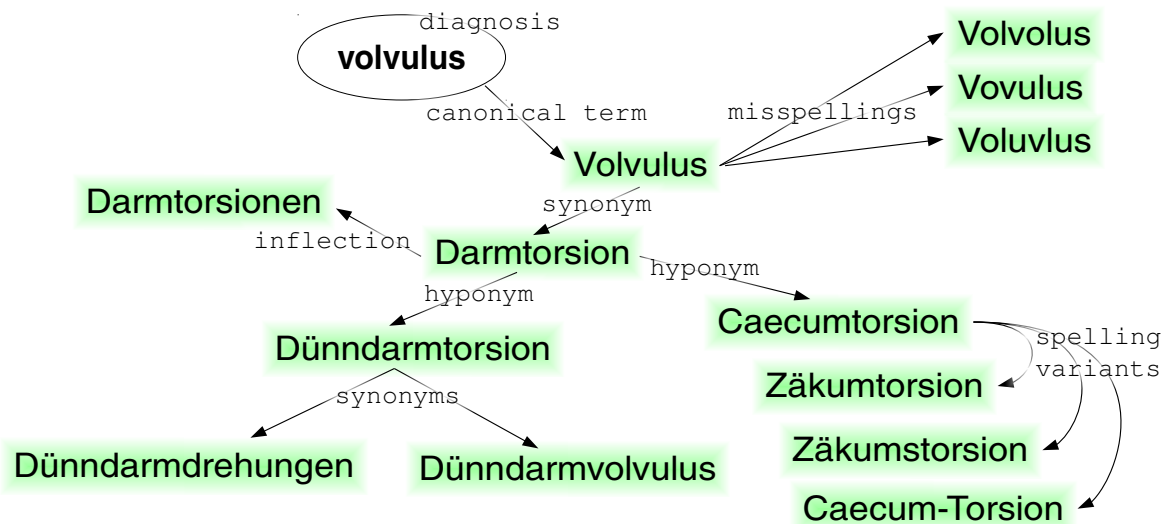 diagnosis
volvulus
canonical term
misspellings
Volvolus
Vovulus
Voluvlus
Volvulus
synonym
Darmtorsionen
inflection
Darmtorsion
hyponym
hyponym
Dünndarmtorsion
Caecumtorsion
spelling
variants
synonyms
Zäkumtorsion
Dünndarmdrehungen
Dünndarmvolvulus
Zäkumstorsion
Caecum-Torsion